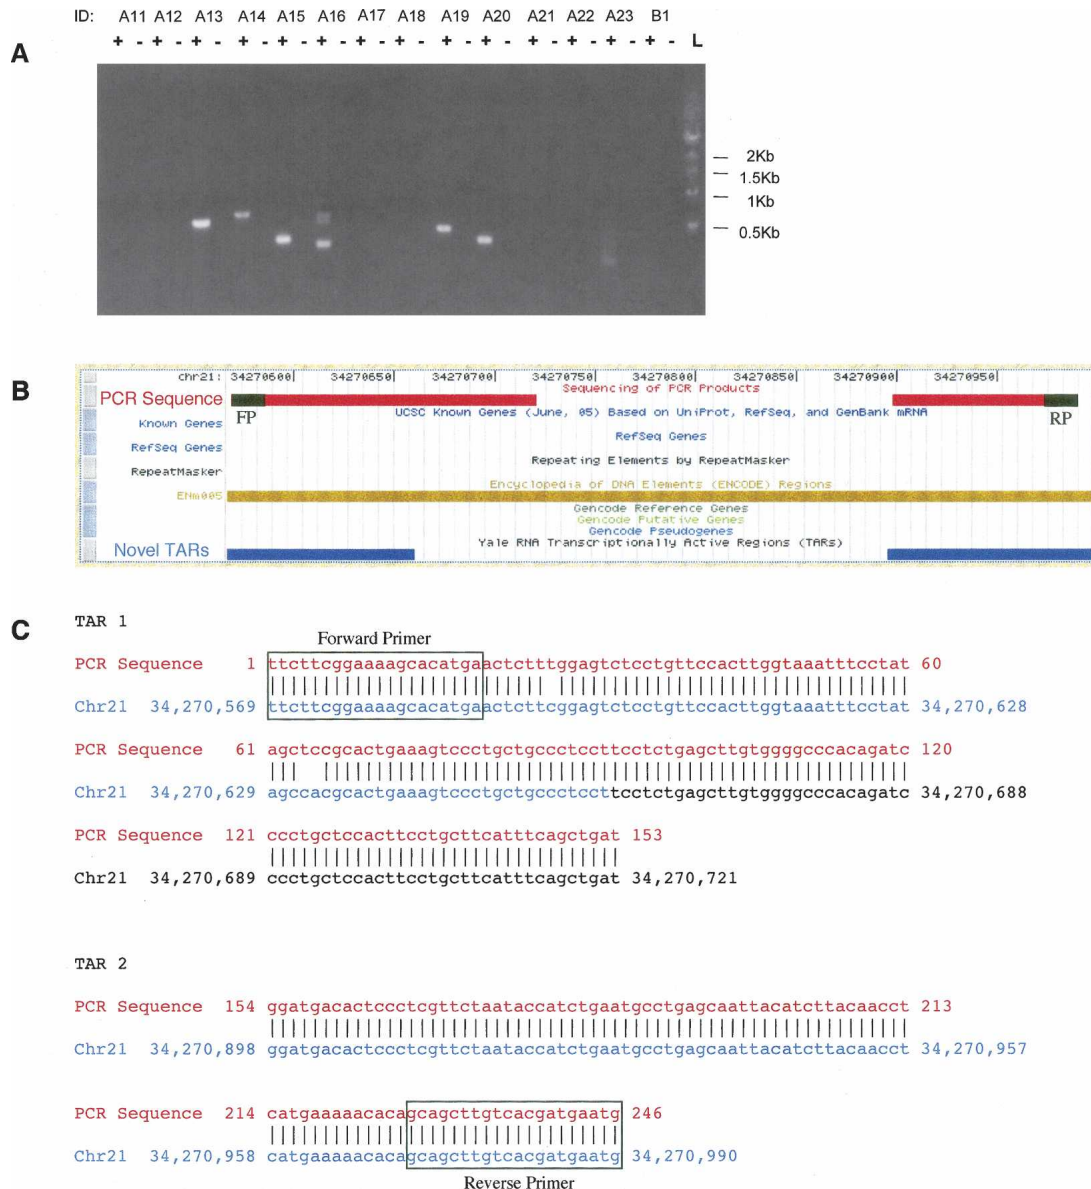 ID: A11 A12 A13 A14 A15 A16 A17 A18 A19 A20 A21 A22 A23 B1
+ - + - + - + - + - + - + - + - + - + - + - + - + - + - L
A
2Kb
1.5Kb
1Kb
0.5Kb
B
chr21: 34270600| 34270650| 34270700| 34270750| 34270800| 34270850| 34270900| 34270950|
Sequencing of PCR Products
PCR Sequence
FP
RP
UCSC Known Genes (June, 05) Based on UniProt, RefSeq, and GenBank mRNA
Known Genes
RefSeq Genes
RefSeq Genes
Repeating Elements by RepeatMasker
RepeatMasker
Encyclopedia of DNA Elements (ENCODE) Regions
ENm005
Gencode Reference Genes
Gencode Putative Genes
Gencode Pseudogenes
Yale RNA Transcriptionally Active Regions (TARs)
Novel TARs
C
TAR 1
Forward Primer
PCR Sequence 1 ttcttcggaaaagcacatgaactctttggagtctcctgttccacttggtaaatttcctat 60
Chr21 34,270,569 ttcttcggaaaagcacatgaactcttcggagtctcctgttccacttggtaaatttcctat 34,270,628
PCR Sequence 61 agctccgcactgaaagtccctgctgccctccttcctctgagcttgtggggcccacagatc 120
Chr21 34,270,629 agccacgcactgaaagtccctgctgccctccttcctctgagcttgtggggcccacagatc 34,270,688
PCR Sequence 121 ccctgctccacttcctgcttcatttcagctgat 153
Chr21 34,270,689 ccctgctccacttcctgcttcatttcagctgat 34,270,721
TAR 2
PCR Sequence 154 ggatgacactccctcgttctaataccatctgaatgcctgagcaattacatcttacaacct 213
Chr21 34,270,898 ggatgacactccctcgttctaataccatctgaatgcctgagcaattacatcttacaacct 34,270,957
PCR Sequence 214 catgaaaaacacagcagcttgtcacgatgaatg 246
Chr21 34,270,958 catgaaaaacacagcagcttgtcacgatgaatg 34,270,990
Reverse Primer